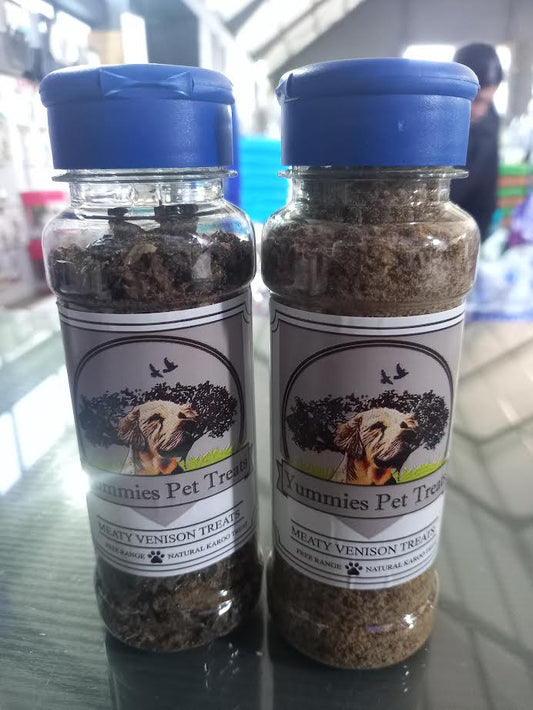 Yummies Pet Treats
MEATY VENISON TREATS
FREE RANGE NATURAL KAROO TREAT
Yummies Pet Treats
MEATY VENISON TREATS
FREE RANGE NATURAL KAROO TREAT